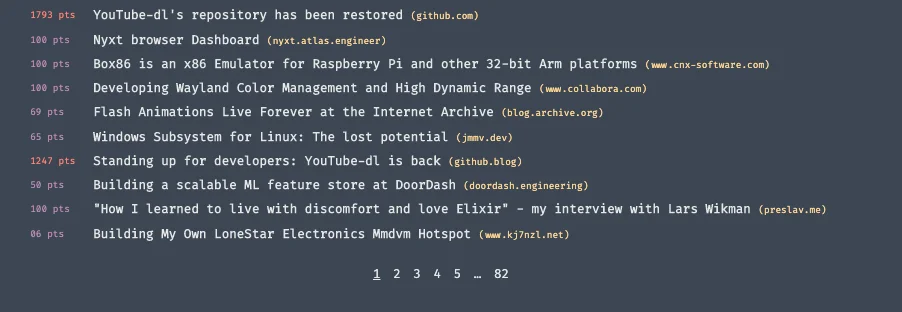 1793 pts YouTube-dl's repository has been restored (github.com)
100 pts Nyxt browser Dashboard (nyxt.atlas.engineer)
100 pts Box86 is an x86 Emulator for Raspberry Pi and other 32-bit Arm platforms (www.cnx-software.com)
100 pts Developing Wayland Color Management and High Dynamic Range (www.collabora.com)
69 pts Flash Animations Live Forever at the Internet Archive (blog.archive.org)
65 pts Windows Subsystem for Linux: The lost potential (jmmv.dev)
1247 pts Standing up for developers: YouTube-dl is back (github.blog)
50 pts Building a scalable ML feature store at DoorDash (doordash.engineering)
100 pts "How I learned to live with discomfort and love Elixir" - my interview with Lars Wikman (preslav.me)
06 pts Building My Own LoneStar Electronics Mmdvm Hotspot (www.kj7nzl.net)
1 2 3 4 5 … 82